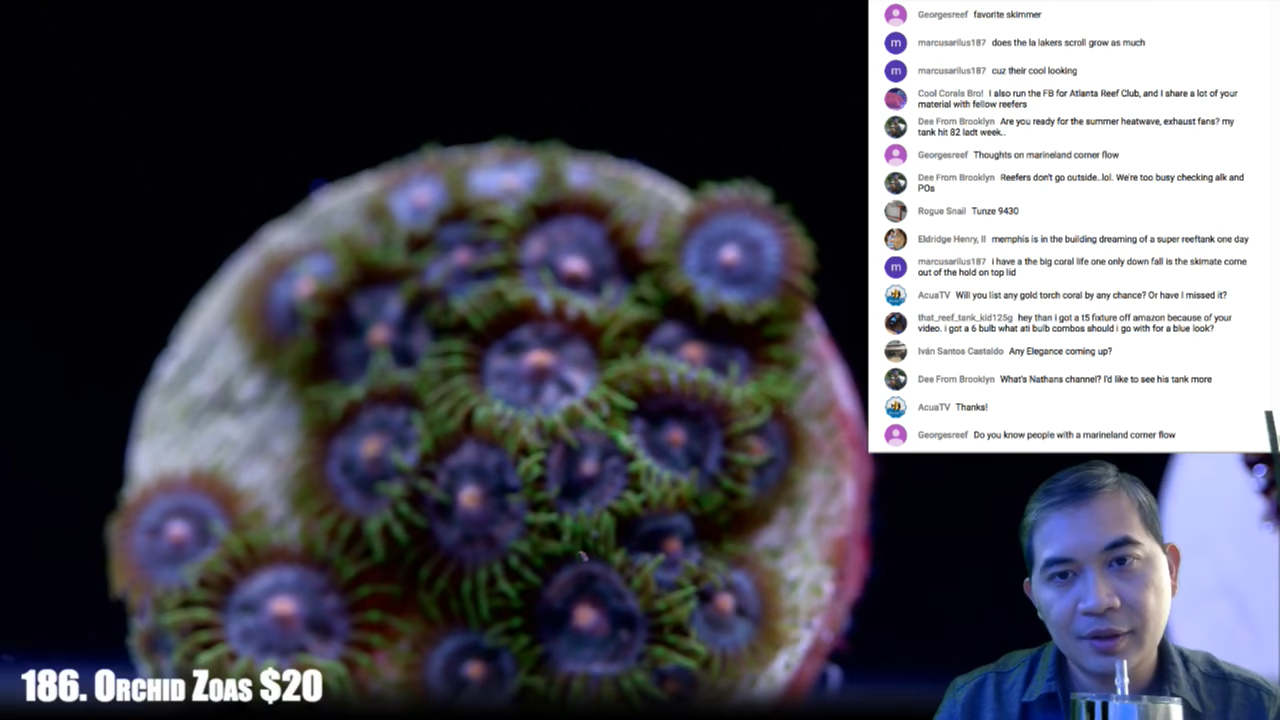 Georgesreef favorite skimmer
m marcusarilus187 does the la lakers scroll grow as much
m marcusarilus187 cuz their cool looking
Cool Corals Bro! I also run the FB for Atlanta Reef Club, and I share a lot of your
material with fellow reefers
Dee From Brooklyn Are you ready for the summer heatwave, exhaust fans? my
tank hit 82 ladt week..
Georgesreef Thoughts on marineland corner flow
Dee From Brooklyn Reefers don't go outside..lol. We're too busy checking alk and
POs
Rogue Snail Tunze 9430
Eldridge Henry, II memphis is in the building dreaming of a super reeftank one day
m marcusarilus187 i have a the big coral life one only down fall is the skimate come
out of the hold on top lid
AcuaTV Will you list any gold torch coral by any chance? Or have I missed it?
that_reef_tank_kid125g hey than i got a t5 fixture off amazon because of your
video. i got a 6 bulb what ati bulb combos should i go with for a blue look?
Iván Santos Castaldo Any Elegance coming up?
Dee From Brooklyn What's Nathans channel? I'd like to see his tank more
AcuaTV Thanks!
Georgesreef Do you know people with a marineland corner flow
186. Orchid Zoas $20